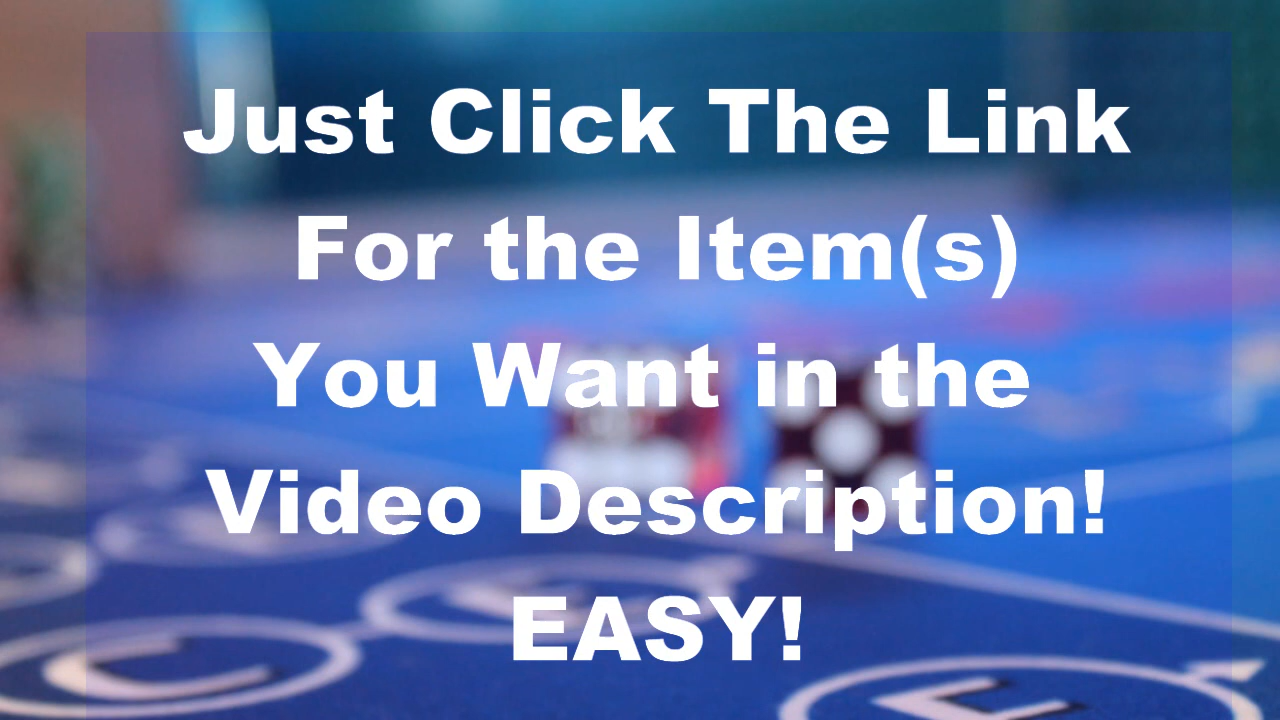 Just Click The Link
For the Item(s)
You Want in the
Video Description!
EASY!
C
E